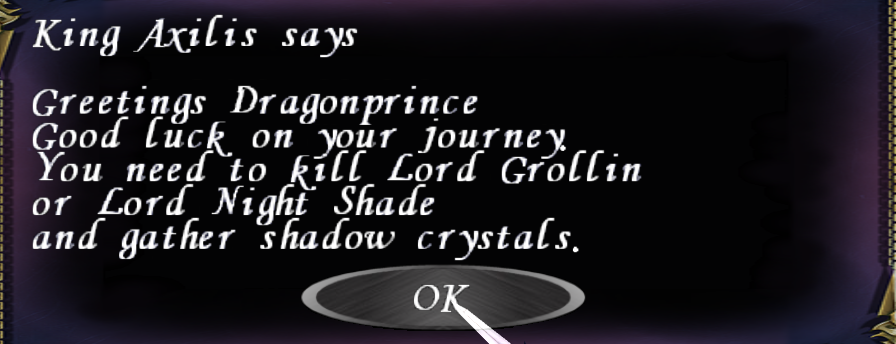 King Axilis says
Greetings Dragonprince
Good luck on your journey.
You need to kill Lord Grollin
or Lord Night Shade
and gather shadow crystals.
OK